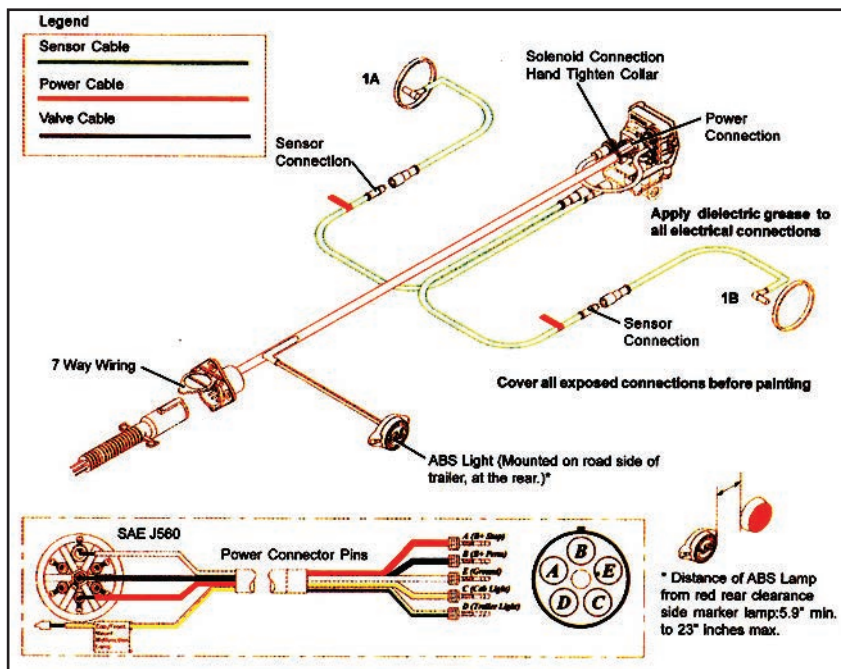 Legend
Sensor Cable
Power Cable
Valve Cable
1A
Sensor
Connection
Solenoid Connection
Hand Tighten Collar
Power
Connection
Apply dielectric grease to
all electrical connections
1B
Sensor
Connection
7 Way Wiring
Cover all exposed connections before painting
ABS Light (Mounted on road side of
trailer, at the rear.)*
SAE J560
Power Connector Pins
A (B+ Stop)
B (B+ Perm)
E (Ground)
C (Cab Light)
D (Trailer Light)
B
A
E
D
C
* Distance of ABS Lamp
from red rear clearance
side marker lamp:5.9" min.
to 23" inches max.